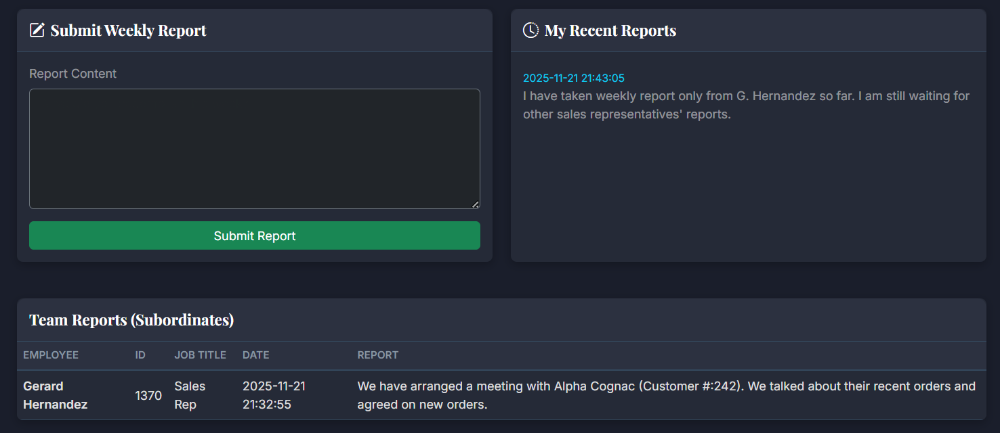 Submit Weekly Report
Report Content
Submit Report
My Recent Reports
2025-11-21 21:43:05
I have taken weekly report only from G. Hernandez so far. I am still waiting for
other sales representatives' reports.
Team Reports (Subordinates)
EMPLOYEE ID JOB TITLE DATE REPORT
Gerard
Hernandez
1370
Sales
Rep
2025-11-21
21:32:55
We have arranged a meeting with Alpha Cognac (Customer #:242). We talked about their recent orders and
agreed on new orders.